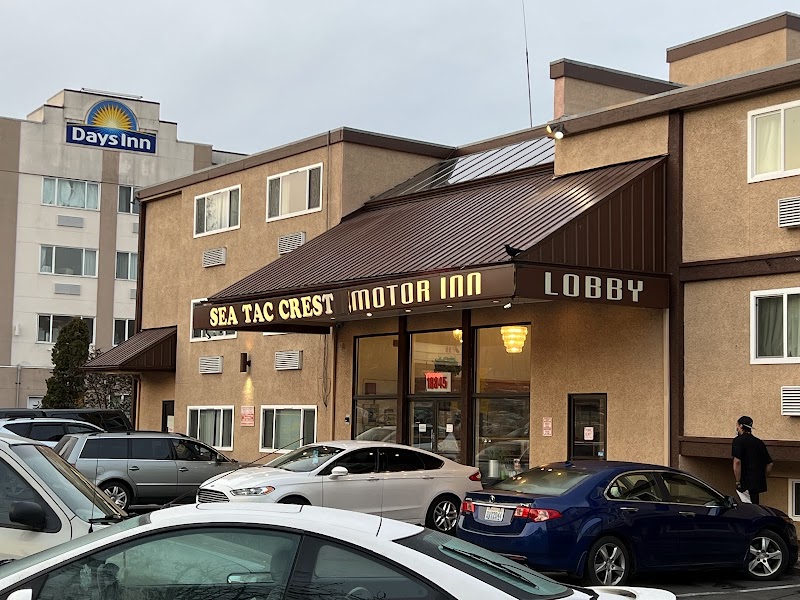 Days Inn
SEA TAC CREST MOTOR INN
LOBBY
18845